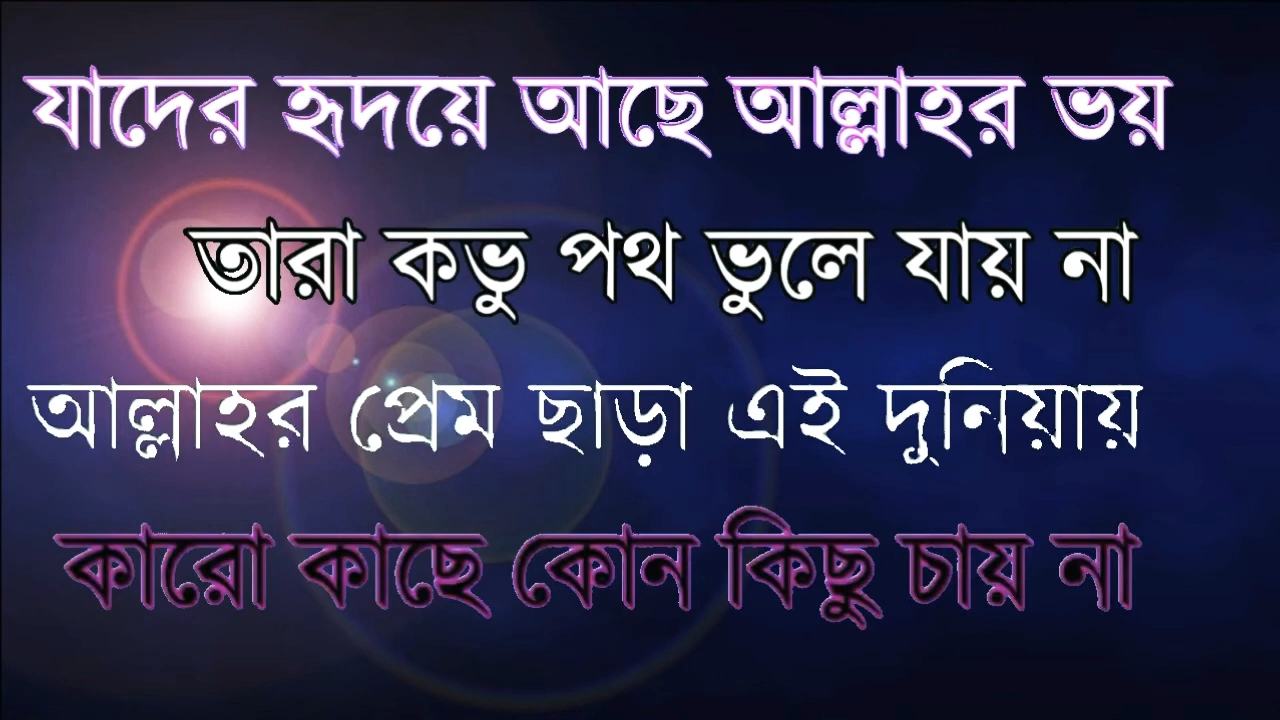 যাদের হৃদয়ে আছে আল্লাহর ভয়
তারা কভু পথ ভুলে যায় না
আল্লাহর প্রেম ছাড়া এই দুনিয়ায়
কারো কাছে কোন কিছু চায় না